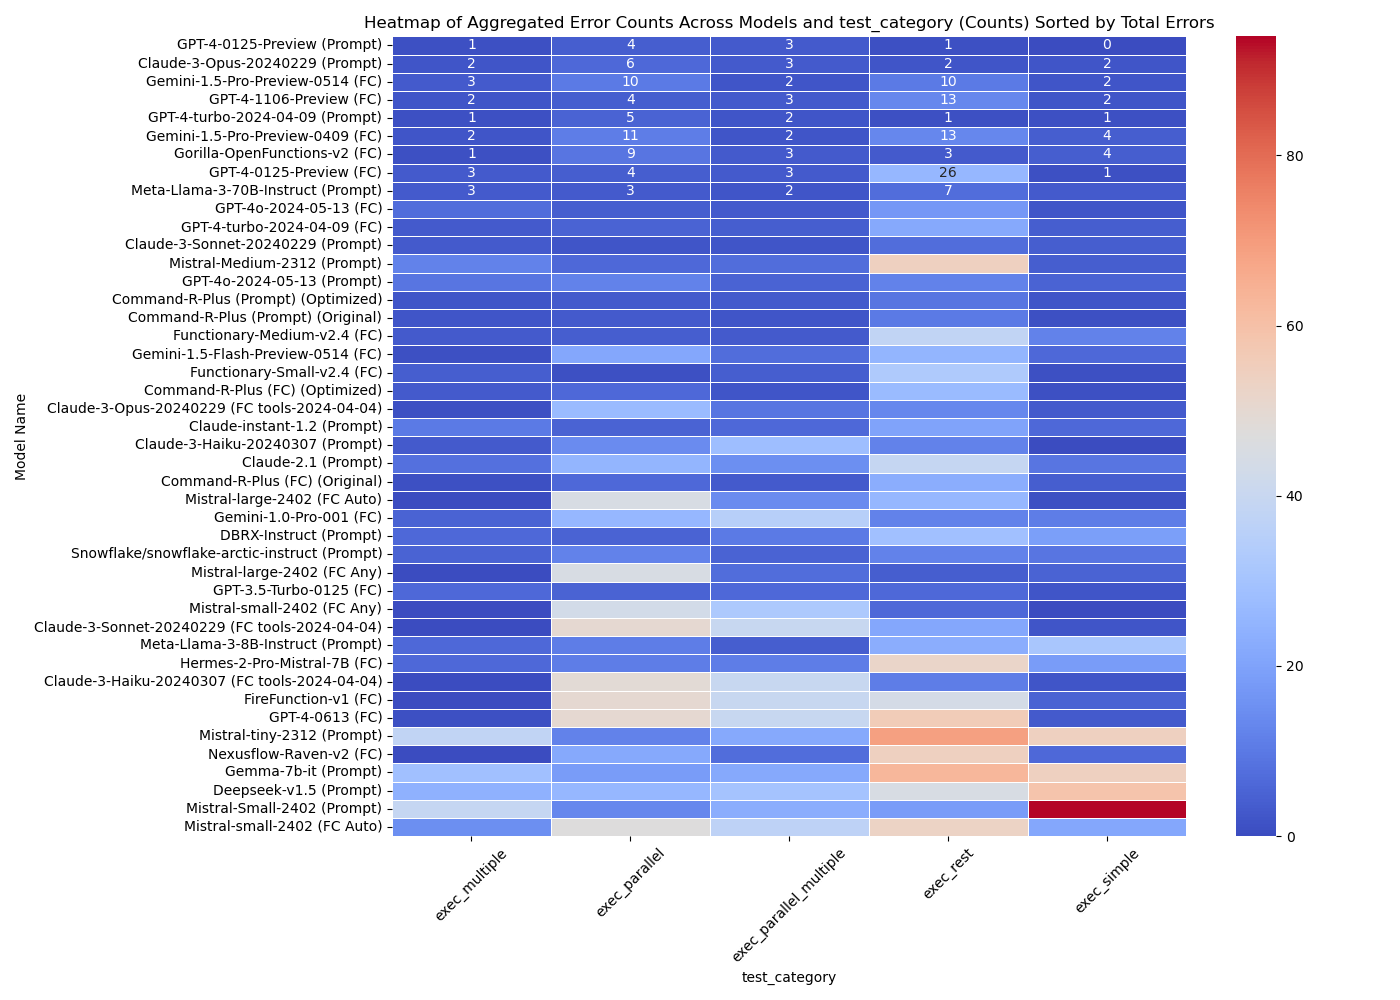 Heatmap of Aggregated Error Counts Across Models and test_category (Counts) Sorted by Total Errors
GPT-4-0125-Preview (Prompt) 1 4 3 1 0
Claude-3-Opus-20240229 (Prompt) 2 6 3 2 2
Gemini-1.5-Pro-Preview-0514 (FC) 3 10 2 10 2
GPT-4-1106-Preview (FC) 2 4 3 13 2
GPT-4-turbo-2024-04-09 (Prompt) 1 5 2 1 1
Gemini-1.5-Pro-Preview-0409 (FC) 2 11 2 13 4
Gorilla-OpenFunctions-v2 (FC) 1 9 3 3 4
GPT-4-0125-Preview (FC) 3 4 3 26 1
Meta-Llama-3-70B-Instruct (Prompt) 3 3 2 7
GPT-4o-2024-05-13 (FC)
GPT-4-turbo-2024-04-09 (FC)
Claude-3-Sonnet-20240229 (Prompt)
Mistral-Medium-2312 (Prompt)
GPT-4o-2024-05-13 (Prompt)
Command-R-Plus (Prompt) (Optimized)
Command-R-Plus (Prompt) (Original)
Functionary-Medium-v2.4 (FC)
Gemini-1.5-Flash-Preview-0514 (FC)
Functionary-Small-v2.4 (FC)
Command-R-Plus (FC) (Optimized)
Claude-3-Opus-20240229 (FC tools-2024-04-04)
Claude-instant-1.2 (Prompt)
Claude-3-Haiku-20240307 (Prompt)
Claude-2.1 (Prompt)
Command-R-Plus (FC) (Original)
Mistral-large-2402 (FC Auto)
Gemini-1.0-Pro-001 (FC)
DBRX-Instruct (Prompt)
Snowflake/snowflake-arctic-instruct (Prompt)
Mistral-large-2402 (FC Any)
GPT-3.5-Turbo-0125 (FC)
Mistral-small-2402 (FC Any)
Claude-3-Sonnet-20240229 (FC tools-2024-04-04)
Meta-Llama-3-8B-Instruct (Prompt)
Hermes-2-Pro-Mistral-7B (FC)
Claude-3-Haiku-20240307 (FC tools-2024-04-04)
FireFunction-v1 (FC)
GPT-4-0613 (FC)
Mistral-tiny-2312 (Prompt)
Nexusflow-Raven-v2 (FC)
Gemma-7b-it (Prompt)
Deepseek-v1.5 (Prompt)
Mistral-Small-2402 (Prompt)
Mistral-small-2402 (FC Auto)
Model Name
exec_multiple
exec_parallel
exec_parallel_multiple
exec_rest
exec_simple
test_category
80
60
40
20
0